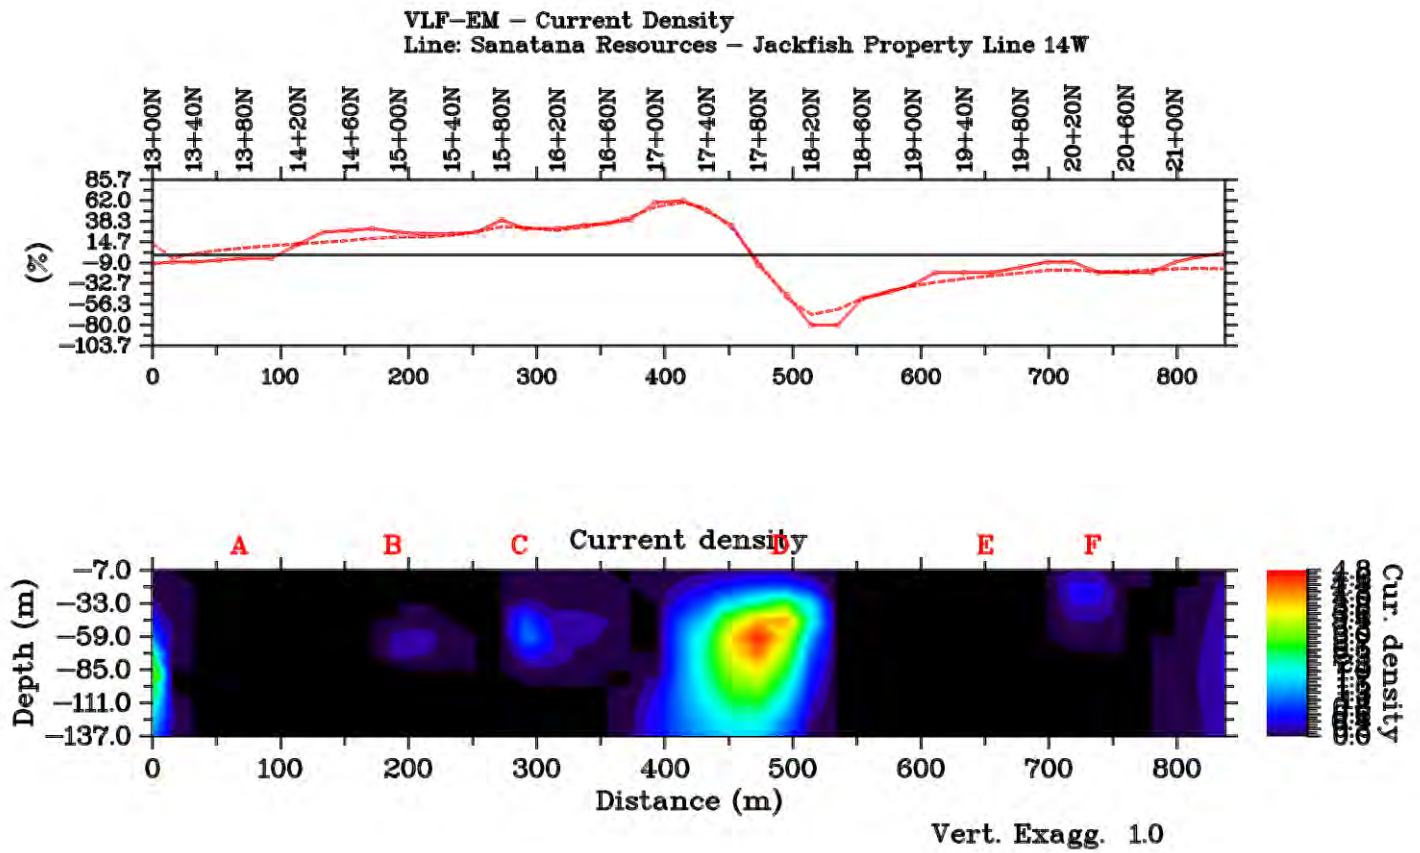 VLF-EM - Current Density
Line: Sanatana Resources - Jackfish Property Line 14W
13+00N 13+40N 13+80N 14+20N 14+60N 15+00N 15+40N 15+80N 16+20N 16+60N 17+00N 17+40N 17+80N 18+20N 18+60N 19+00N 19+40N 19+80N 20+20N 20+60N 21+00N
85.7
62.0
38.3
14.7
-9.0
-32.7
-56.3
-80.0
-103.7
(%)
0 100 200 300 400 500 600 700 800
Current density
A B C D E F
-7.0
-33.0
-59.0
-85.0
-111.0
-137.0
Depth (m)
0 100 200 300 400 500 600 700 800
Distance (m)
Cur. density
Vert. Exagg. 1.0